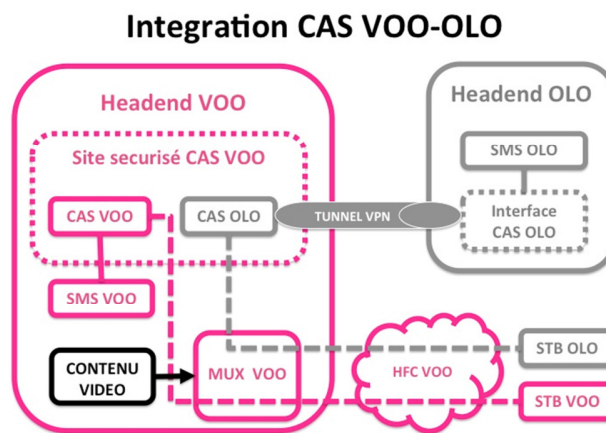 Integration CAS VOO-OLO
Headend VOO
Headend OLO
Site securisé CAS VOO
SMS OLO
CAS VOO
CAS OLO
TUNNEL VPN
Interface
CAS OLO
SMS VOO
CONTENU
VIDEO
MUX VOO
HFC VOO
STB OLO
STB VOO